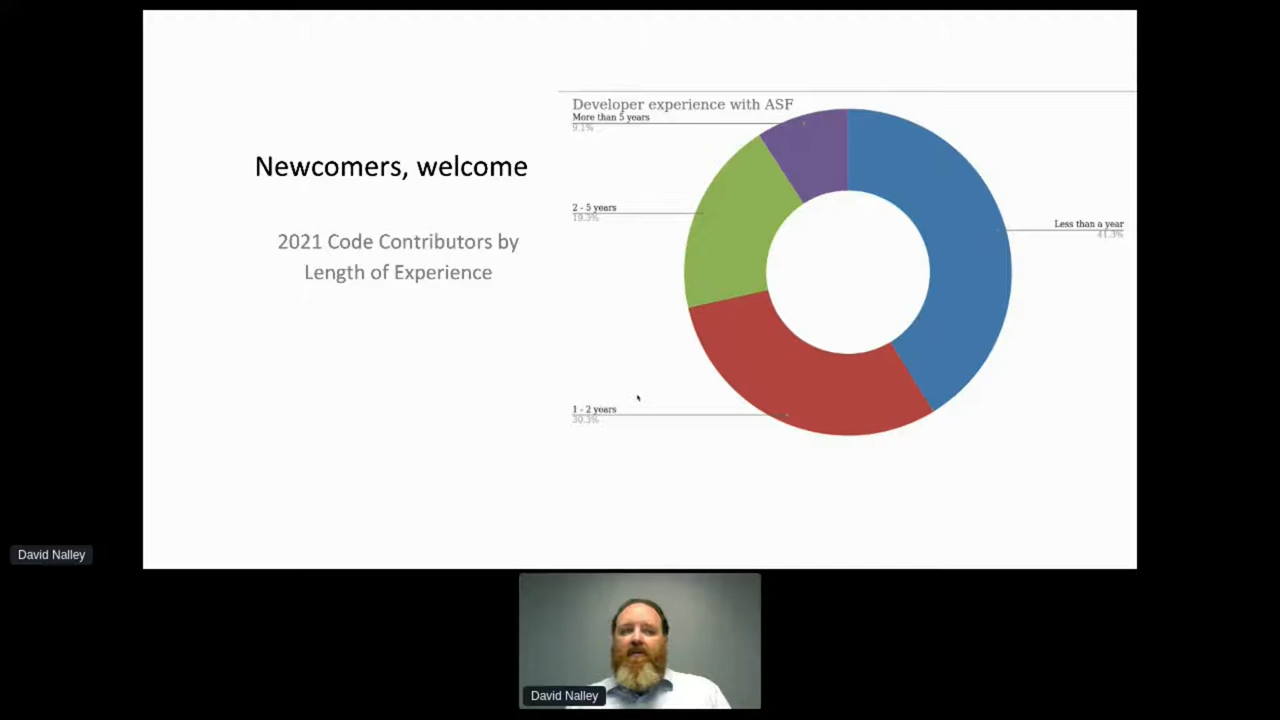 Developer experience with ASF
More than 5 years
9.1%
Newcomers, welcome
2 - 5 years
19.3%
Less than a year
41.3%
2021 Code Contributors by
Length of Experience
1 - 2 years
30.3%
David Nalley
David Nalley